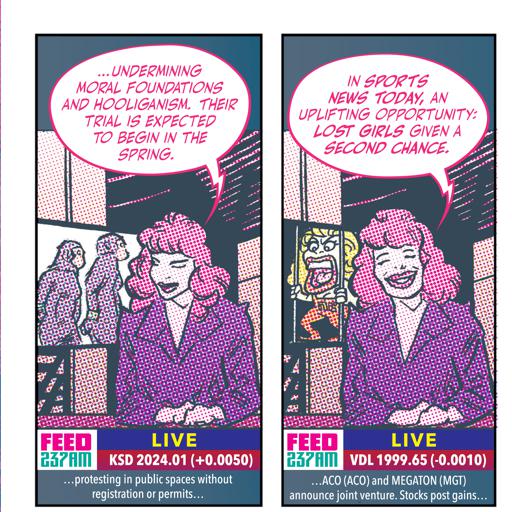 ...UNDERMINING
MORAL FOUNDATIONS
AND HOOLIGANISM. THEIR
TRIAL IS EXPECTED
TO BEGIN IN THE
SPRING.
FEED
237AM
LIVE
KSD 2024.01 (+0.0050)
...protesting in public spaces without
registration or permits...
IN SPORTS
NEWS TODAY, AN
UPLIFTING OPPORTUNITY:
LOST GIRLS GIVEN A
SECOND CHANCE.
FEED
237AM
LIVE
VDL 1999.65 (-0.0010)
...ACO (ACO) and MEGATON (MGT)
announce joint venture. Stocks post gains...